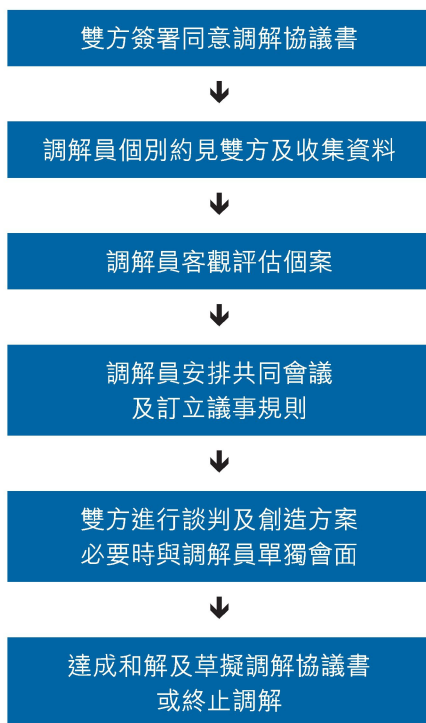 雙方簽署同意調解協議書
調解員個別約見雙方及收集資料
調解員客觀評估個案
調解員安排共同會議
及訂立議事規則
雙方進行談判及創造方案
必要時與調解員單獨會面
達成和解及草擬調解協議書
或終止調解